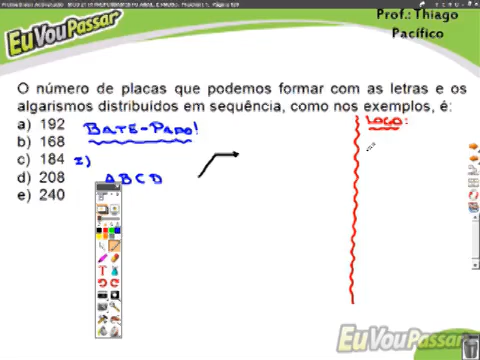 Prof.: Thiago
Pacífico
EuVouPassar
O número de placas que podemos formar com as letras e os
algarismos distribuídos em sequência, como nos exemplos, é:
a) 192
b) 168
c) 184
d) 208
e) 240
BATE-PAPO!
I)
ABCD
LOGO:
EuVouPassar